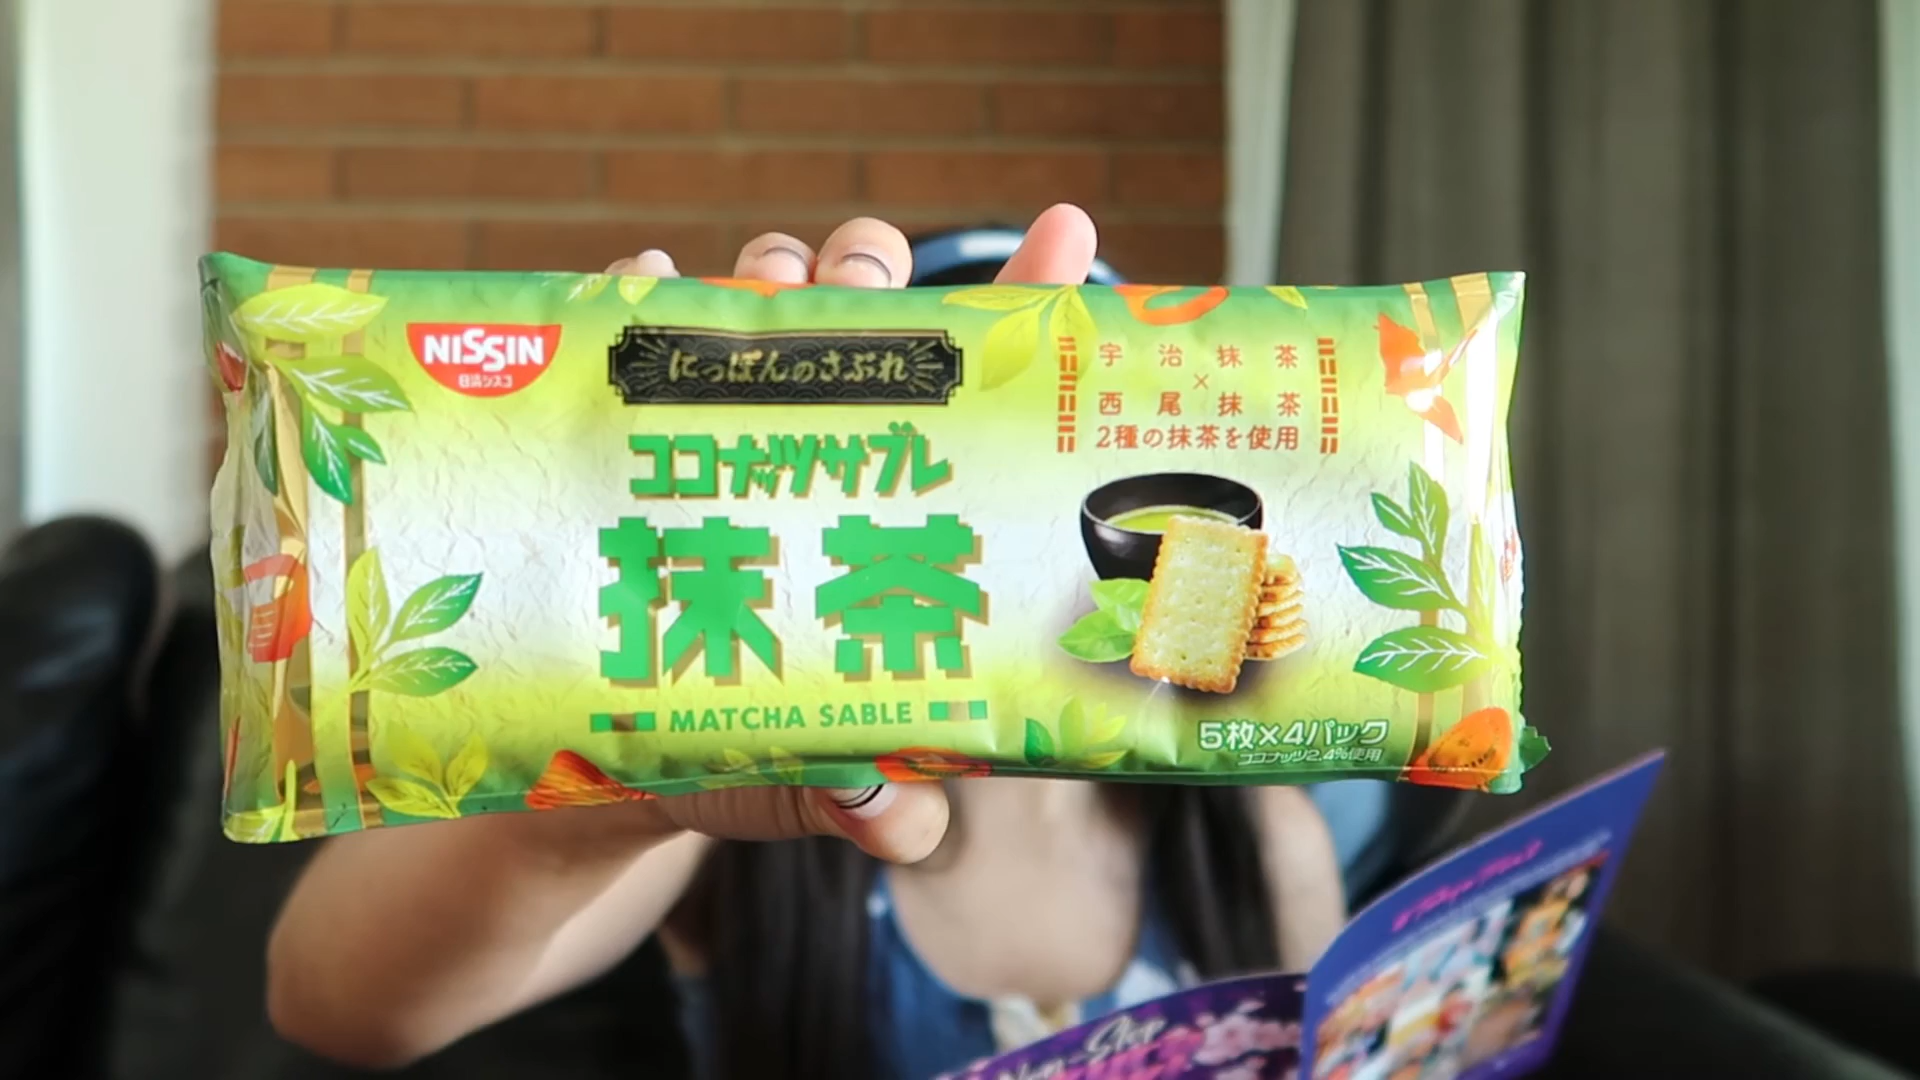 NISSIN
日清シスコ
にっぽんのさぶれ
ココナッツサブレ
抹茶
MATCHA SABLE
宇治抹茶
×
西尾抹茶
2種の抹茶を使用
5枚×4パック
ココナッツ2.4%使用
Non-Stop